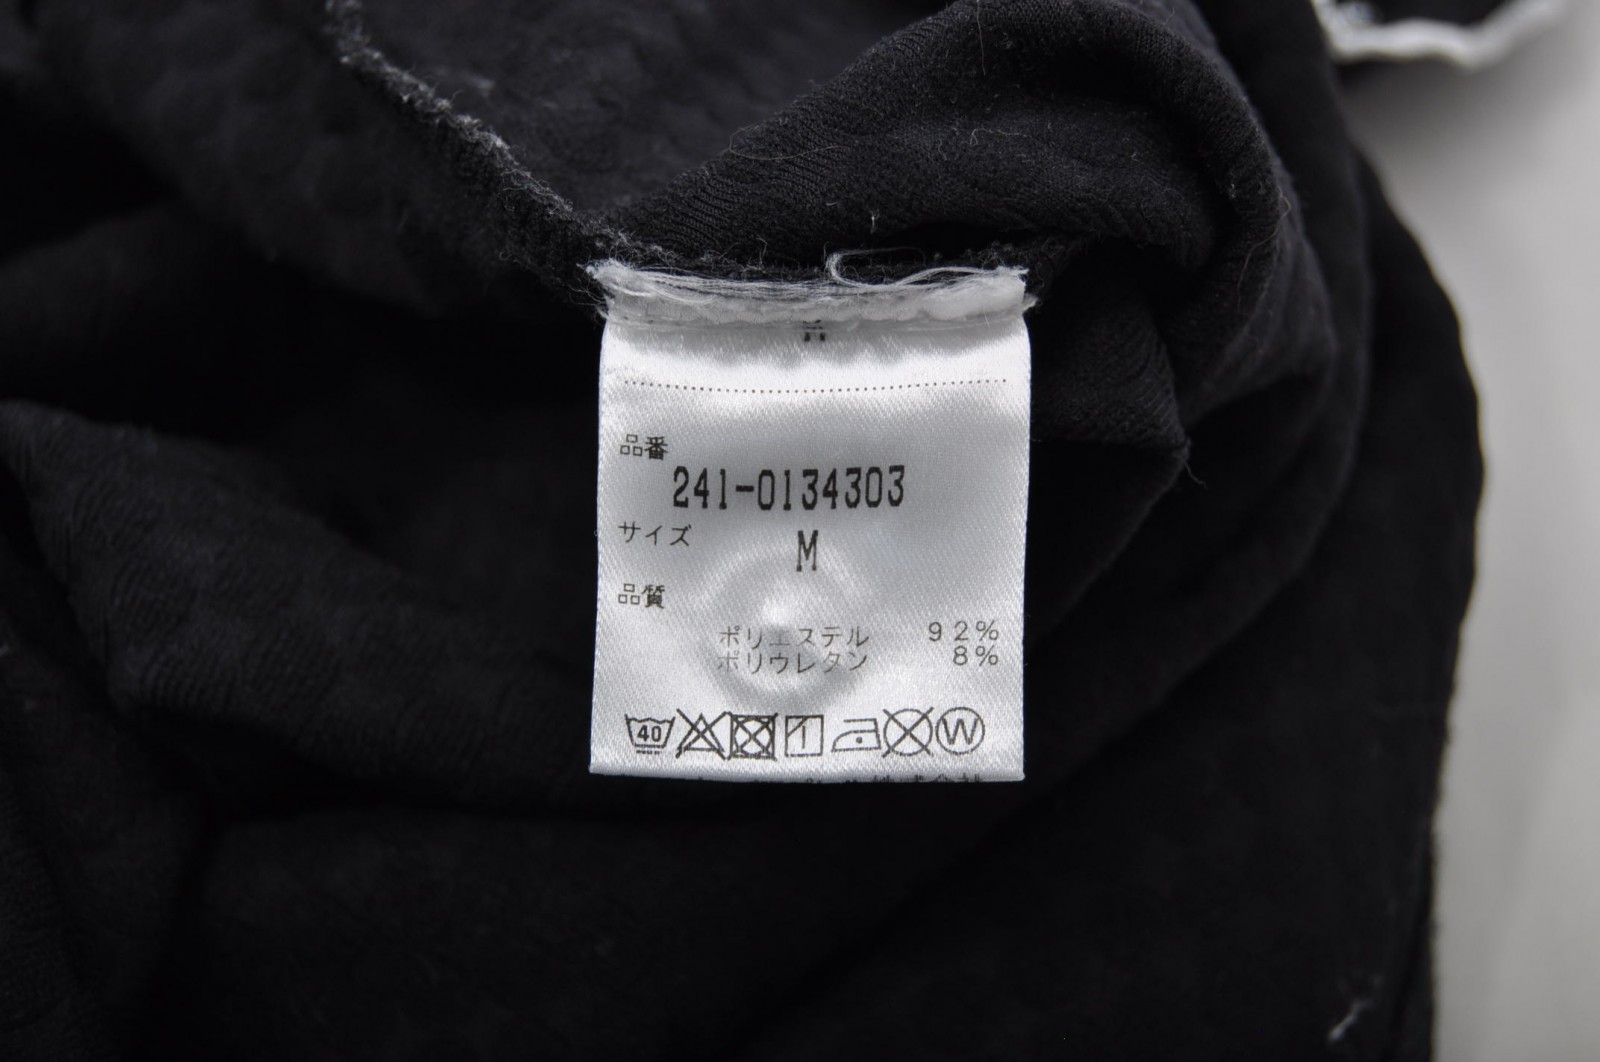 品番
241-0134303
サイズ
M
品質
ポリエステル 92%
ポリウレタン 8%
40 W